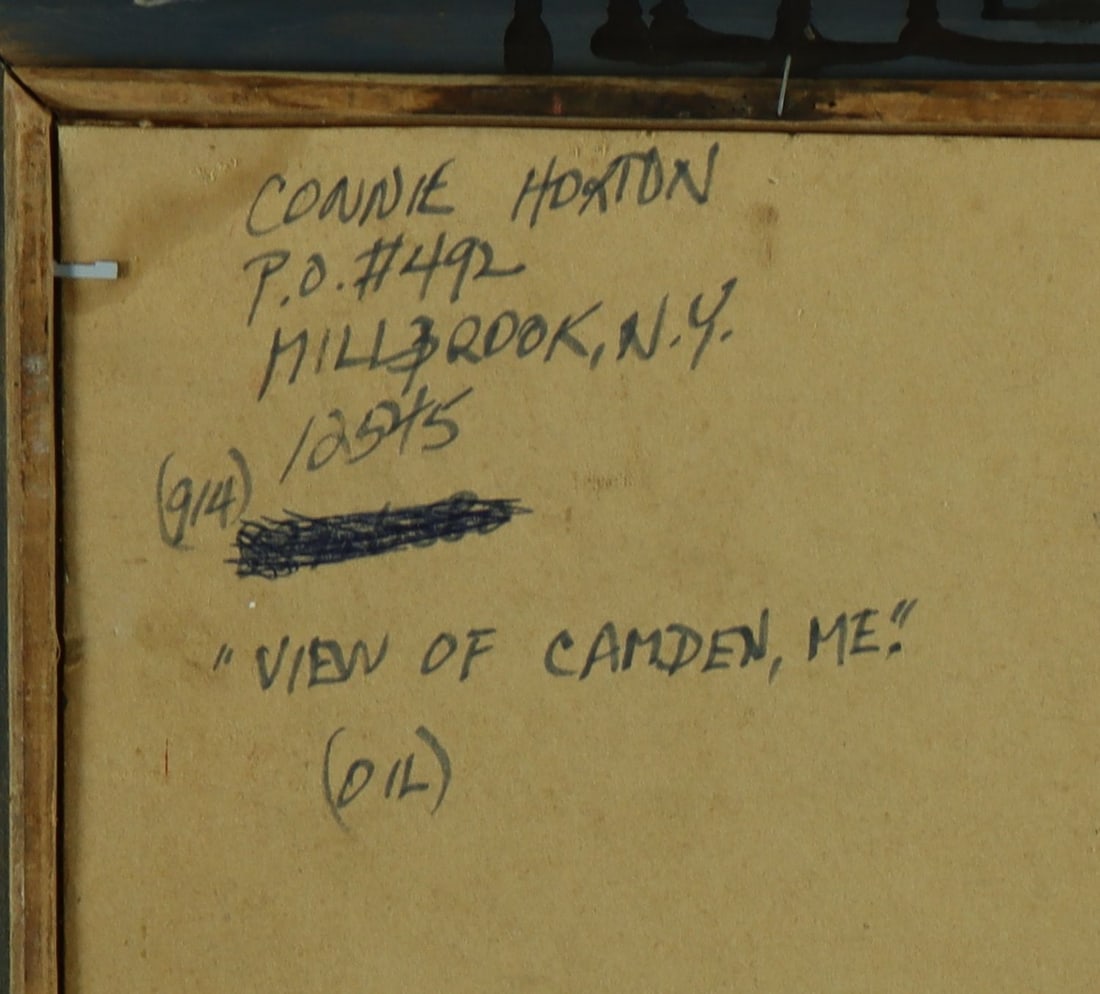 CONNIE HORTON
P.O. #492
MILLBROOK, N.Y.
12545
(914)
"VIEW OF CAMDEN, ME."
(OIL)